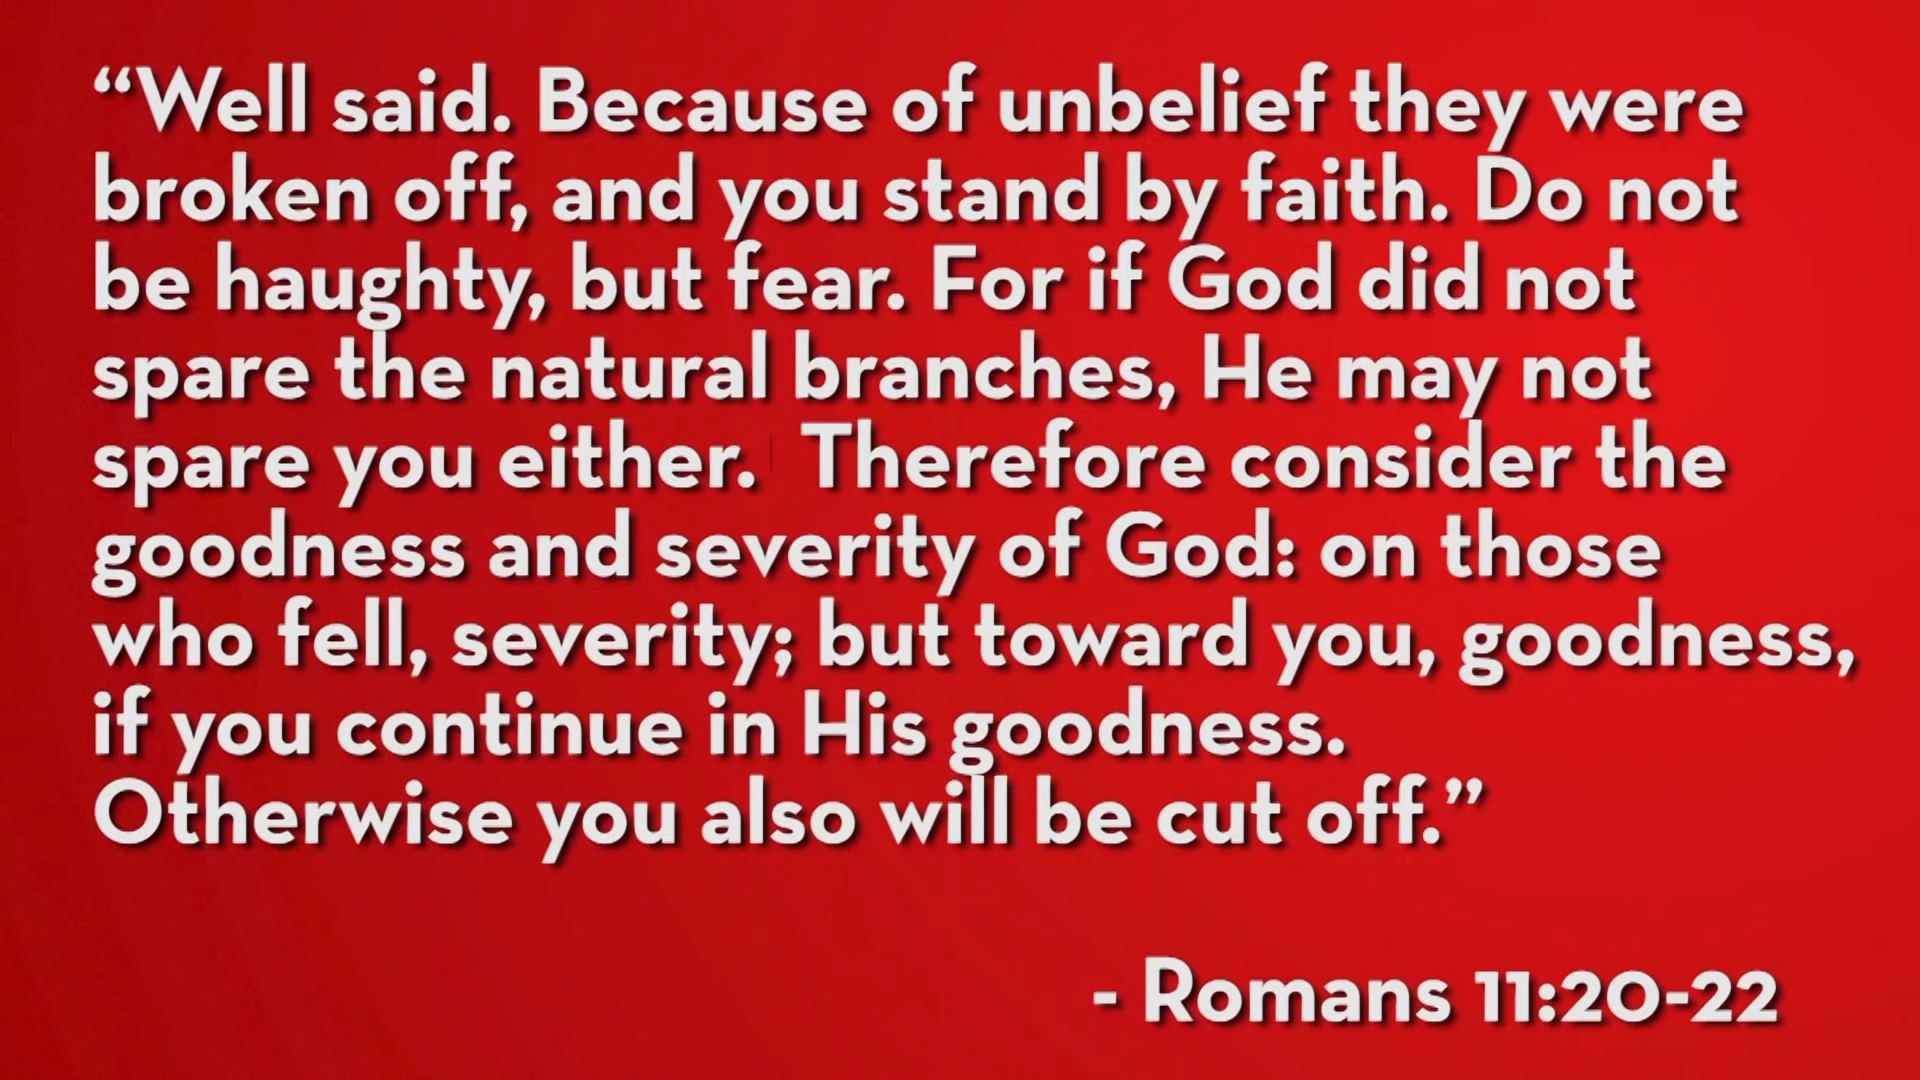 “Well said. Because of unbelief they were
broken off, and you stand by faith. Do not
be haughty, but fear. For if God did not
spare the natural branches, He may not
spare you either.  Therefore consider the
goodness and severity of God: on those
who fell, severity; but toward you, goodness,
if you continue in His goodness.
Otherwise you also will be cut off.”
- Romans 11:20-22